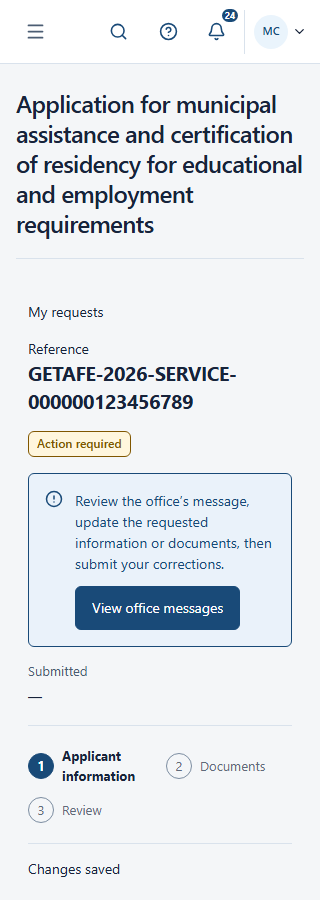 24
MC
Application for municipal
assistance and certification
of residency for educational
and employment
requirements
My requests
Reference
GETAFE-2026-SERVICE-
000000123456789
Action required
Review the office’s message,
update the requested
information or documents, then
submit your corrections.
View office messages
Submitted
—
1 Applicant
information
2 Documents
3 Review
Changes saved